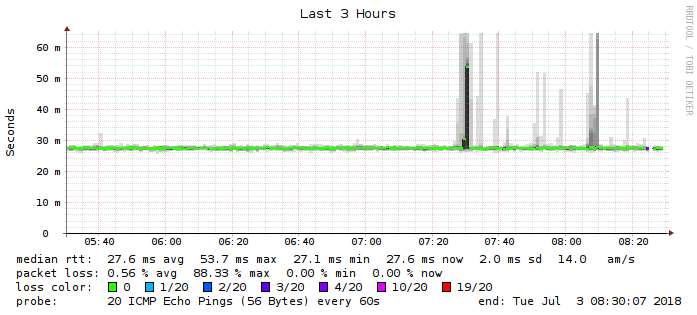 Last 3 Hours
RRDTOOL / TOBI OETIKER
Seconds
60 m
50 m
40 m
30 m
20 m
10 m
0
05:40 06:00 06:20 06:40 07:00 07:20 07:40 08:00 08:20
median rtt: 27.6 ms avg 53.7 ms max 27.1 ms min 27.6 ms now 2.0 ms sd 14.0 am/s
packet loss: 0.56 % avg 88.33 % max 0.00 % min 0.00 % now
loss color: 0 1/20 2/20 3/20 4/20 10/20 19/20
probe: 20 ICMP Echo Pings (56 Bytes) every 60s end: Tue Jul 3 08:30:07 2018